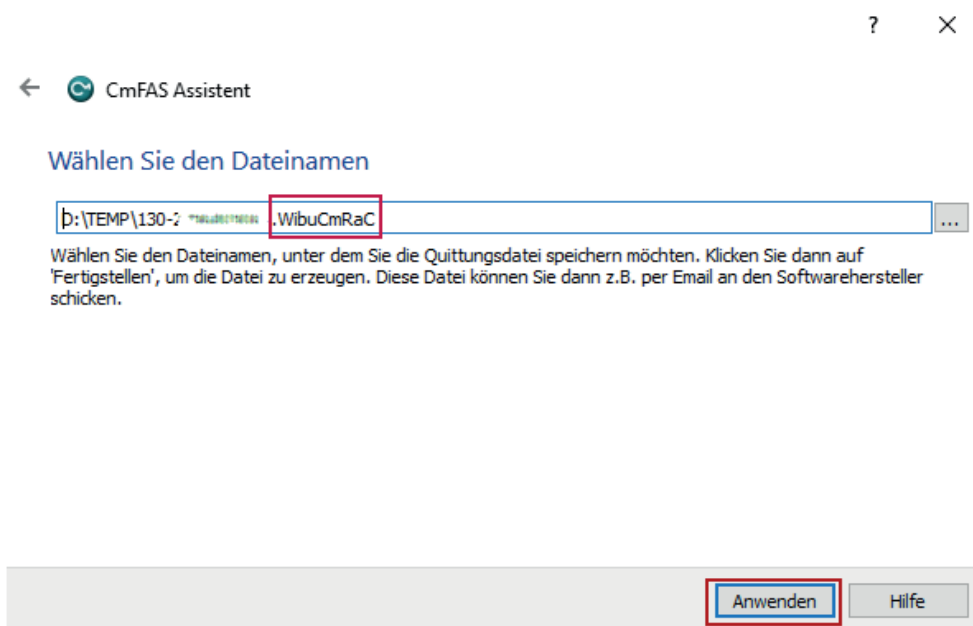 ?
CmFAS Assistent
Wählen Sie den Dateinamen
D:\TEMP\130-2 .WibuCmRaC
...
Wählen Sie den Dateinamen, unter dem Sie die Quittungsdatei speichern möchten. Klicken Sie dann auf
'Fertigstellen', um die Datei zu erzeugen. Diese Datei können Sie dann z.B. per Email an den Softwarehersteller
schicken.
Anwenden Hilfe